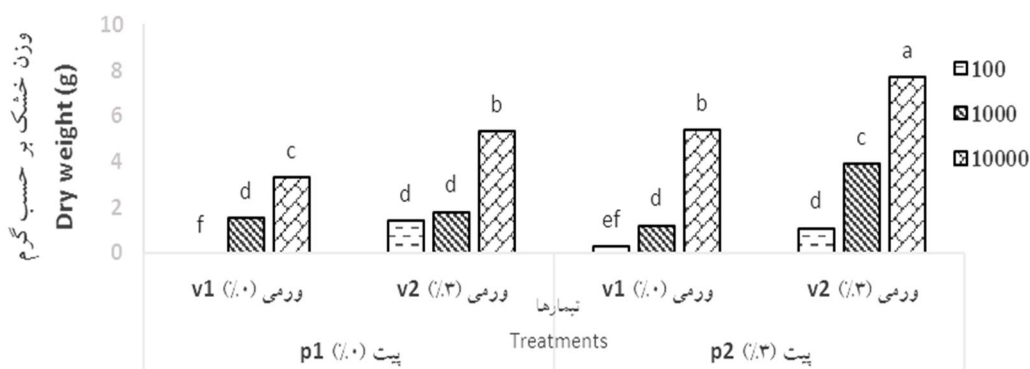 وزن خشک بر حسب گرم
Dry weight (g)
10
8
6
4
2
0
f
d
c
d
d
b
ef
d
b
d
c
a
100
1000
10000
v1 (٪۰) ورمی
v2 (٪۳) ورمی
v1 (٪۰) ورمی
v2 (٪۳) ورمی
تیمارها
Treatments
p1 (٪۰) پیت
p2 (٪۳) پیت